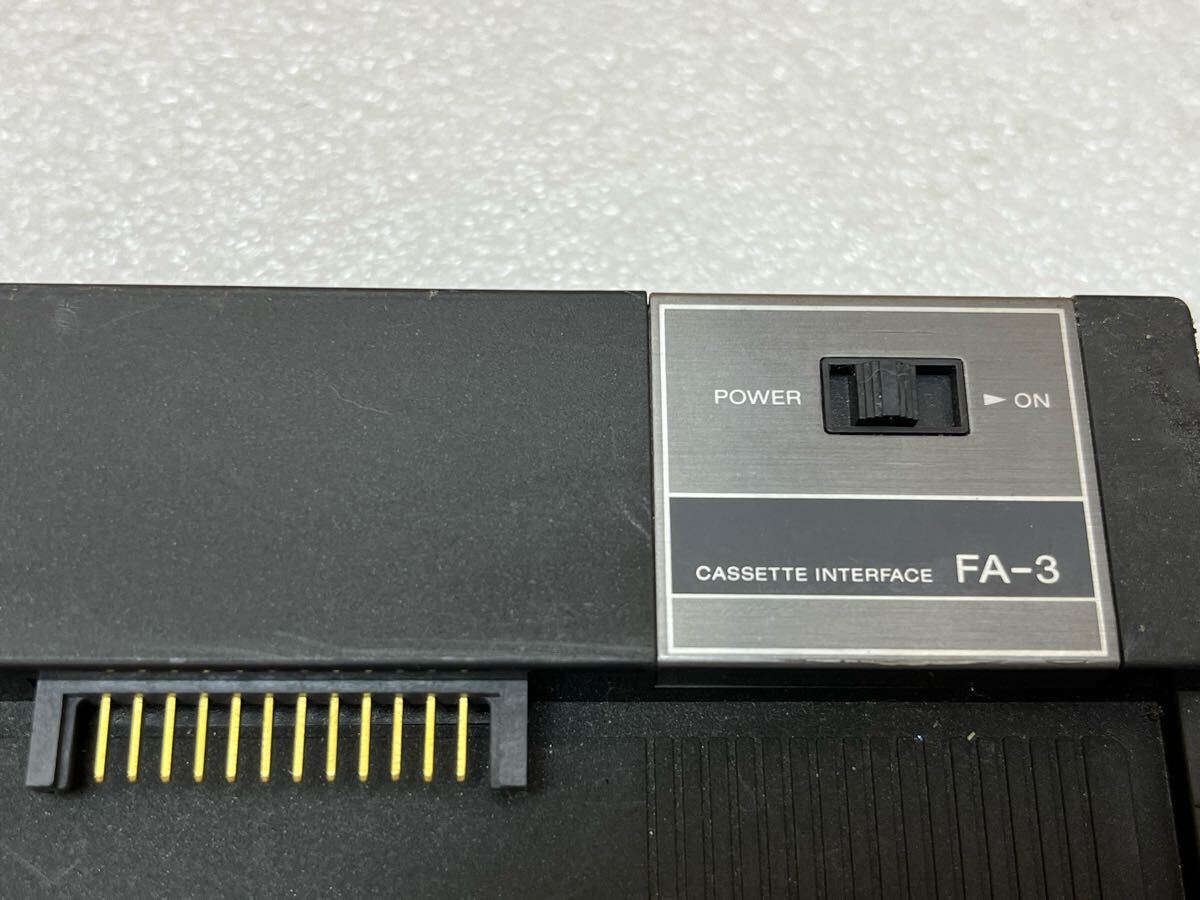 POWER ► ON
CASSETTE INTERFACE FA-3